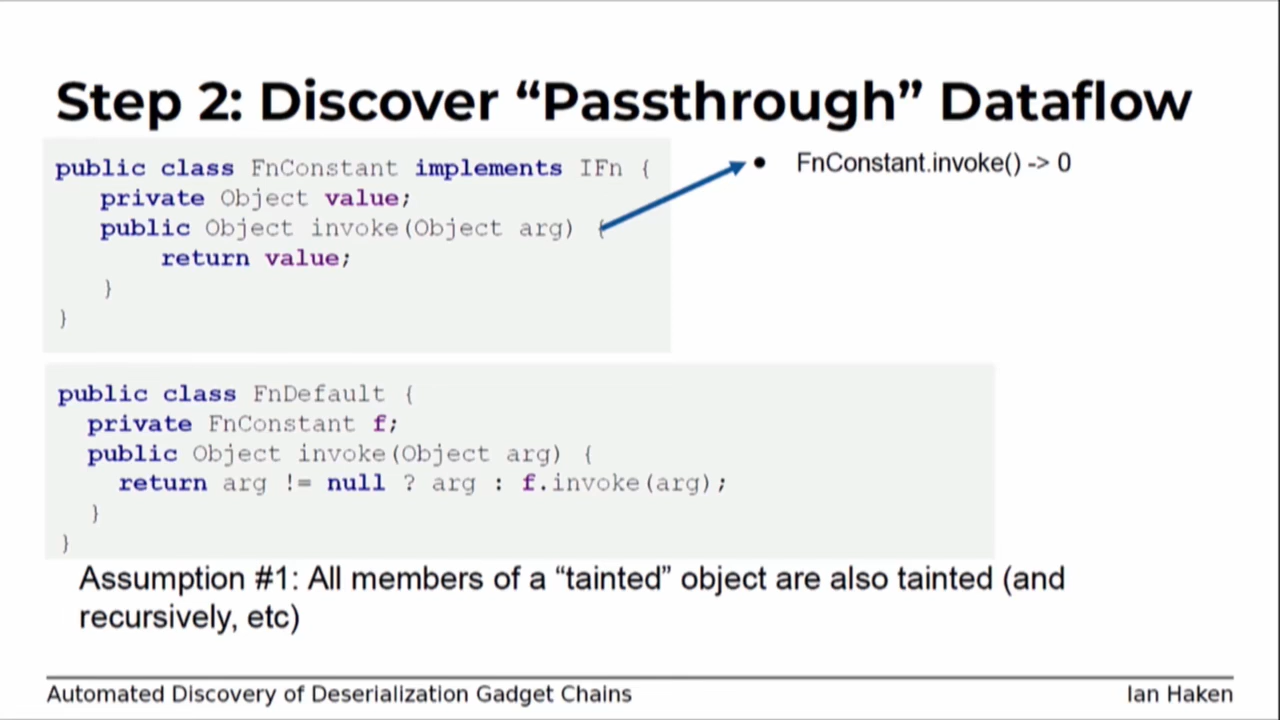 Step 2: Discover “Passthrough” Dataflow
public class FnConstant implements IFn {
private Object value;
public Object invoke(Object arg) {
return value;
}
}
• FnConstant.invoke() -> 0
public class FnDefault {
private FnConstant f;
public Object invoke(Object arg) {
return arg != null ? arg : f.invoke(arg);
}
}
Assumption #1: All members of a “tainted” object are also tainted (and
recursively, etc)
Automated Discovery of Deserialization Gadget Chains
Ian Haken